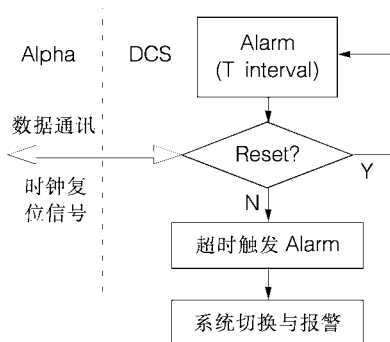 Alpha
DCS
Alarm
(T interval)
数据通讯
时钟复
位信号
Reset?
Y
N
超时触发 Alarm
系统切换与报警